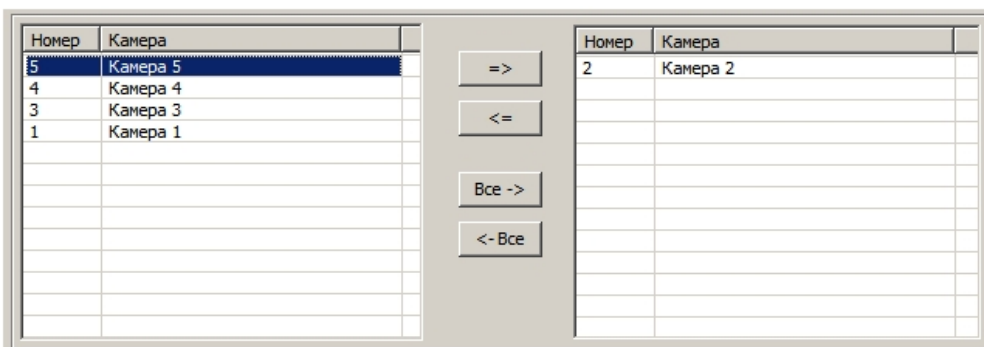 Номер Камера
5 Камера 5
4 Камера 4
3 Камера 3
1 Камера 1
=>
<=
Все ->
<- Все
Номер Камера
2 Камера 2